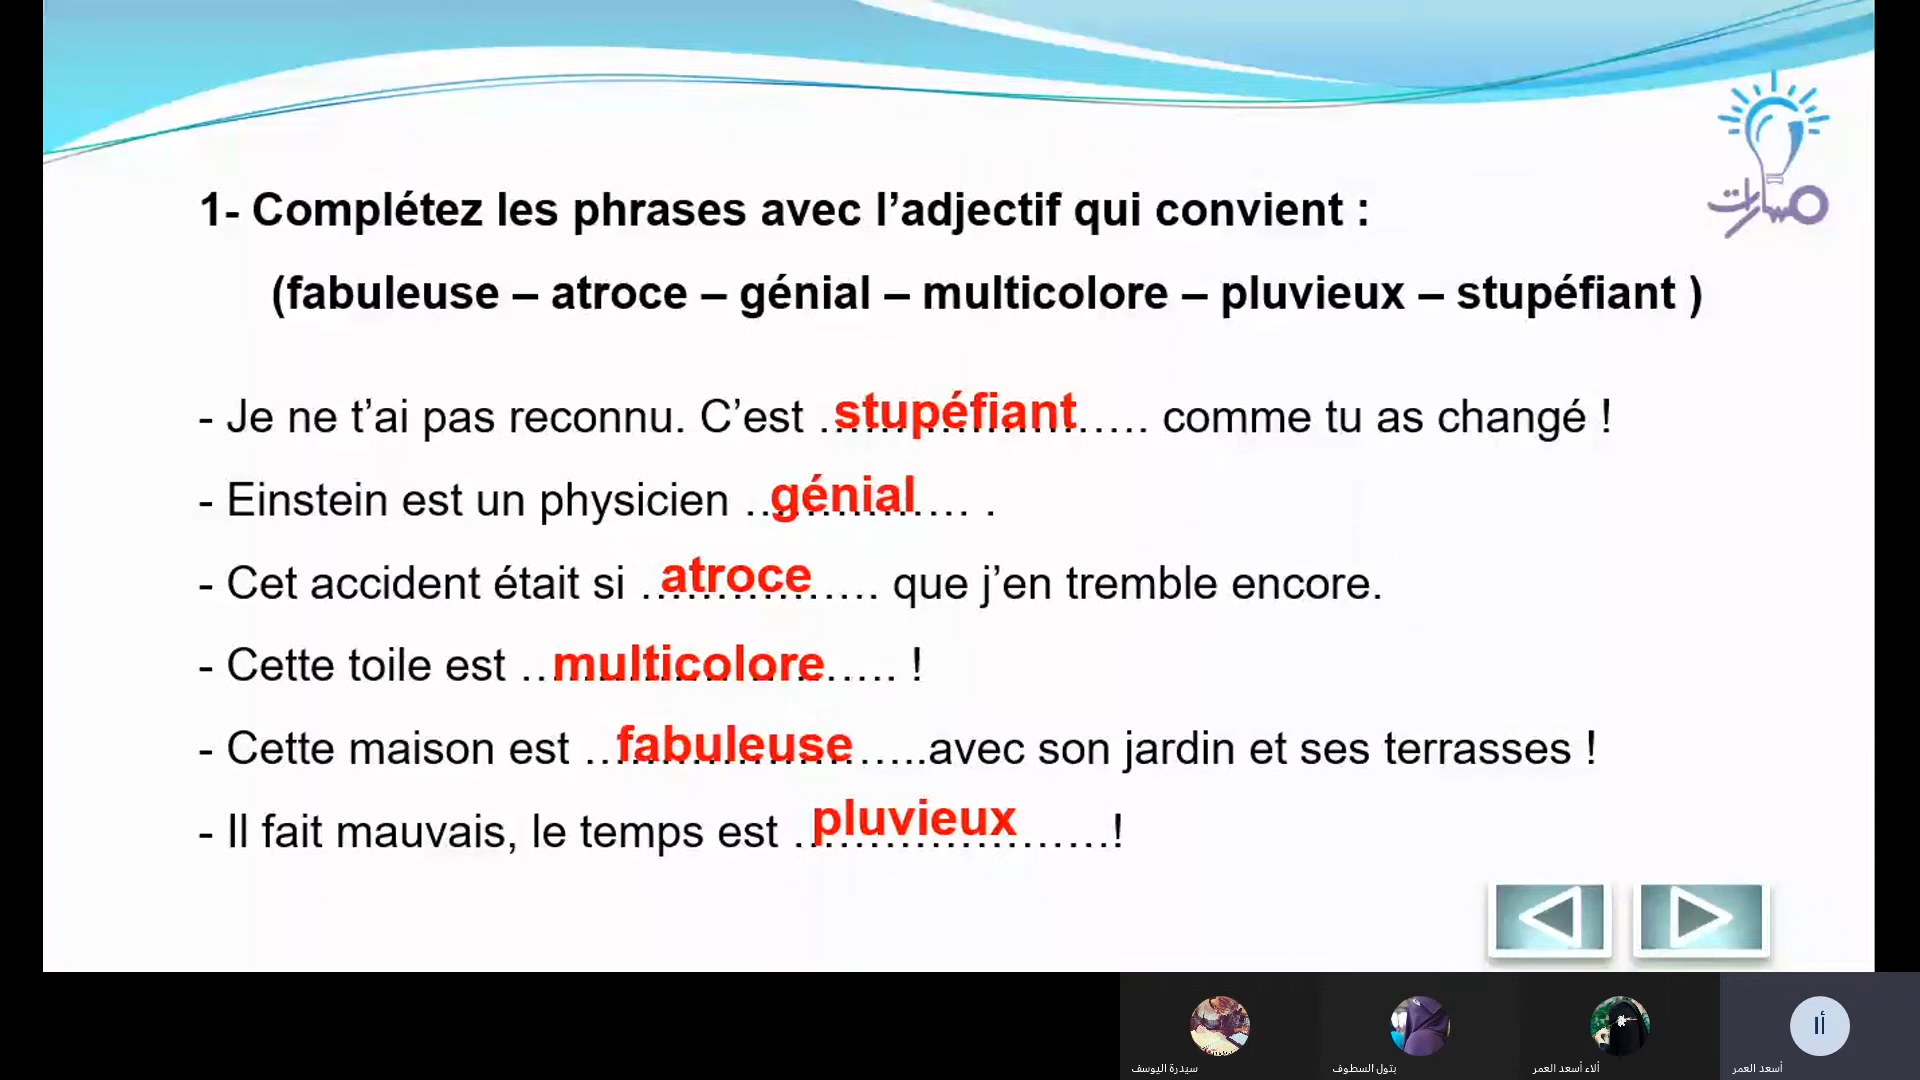 مسارات
1- Complétez les phrases avec l’adjectif qui convient :
(fabuleuse – atroce – génial – multicolore – pluvieux – stupéfiant )
- Je ne t’ai pas reconnu. C’est …stupéfiant….. comme tu as changé !
- Einstein est un physicien …génial…. .
- Cet accident était si …atroce….. que j’en tremble encore.
- Cette toile est …multicolore….. !
- Cette maison est …fabuleuse…..avec son jardin et ses terrasses !
- Il fait mauvais, le temps est …pluvieux……!
أا
سيدرة اليوسف
بتول السطوف
آلاء أسعد العمر
أسعد العمر